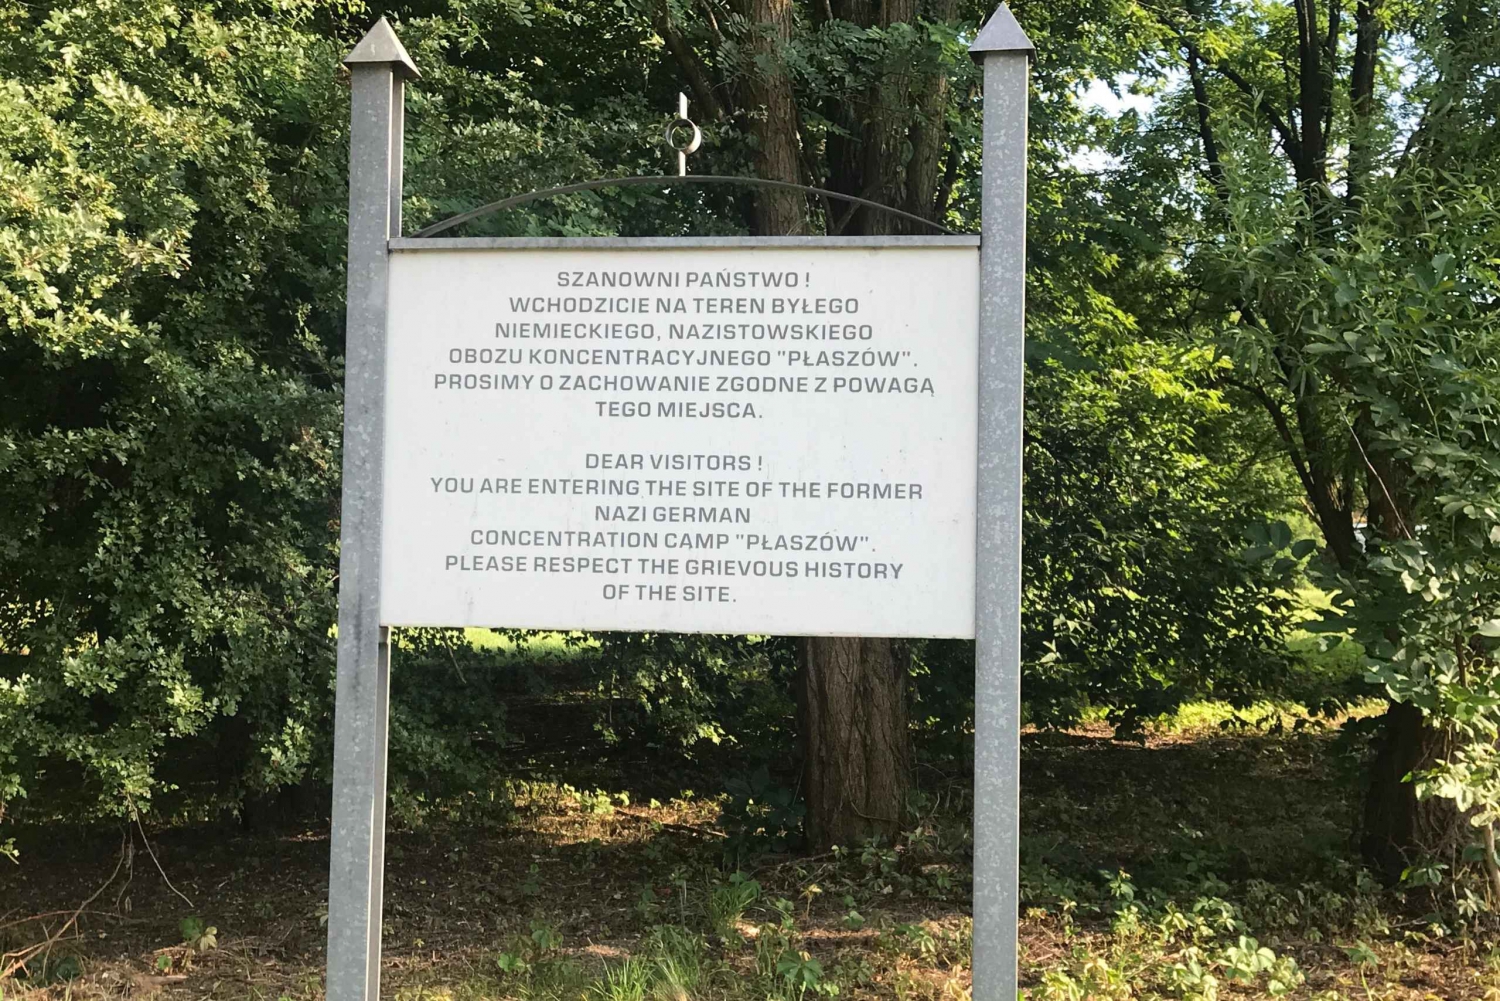 SZANOWNI PAŃSTWO !
WCHODZICIE NA TEREN BYŁEGO
NIEMIECKIEGO, NAZISTOWSKIEGO
OBOZU KONCENTRACYJNEGO "PŁASZÓW".
PROSIMY O ZACHOWANIE ZGODNE Z POWAGĄ
TEGO MIEJSCA.
DEAR VISITORS !
YOU ARE ENTERING THE SITE OF THE FORMER
NAZI GERMAN
CONCENTRATION CAMP "PŁASZÓW".
PLEASE RESPECT THE GRIEVOUS HISTORY
OF THE SITE.